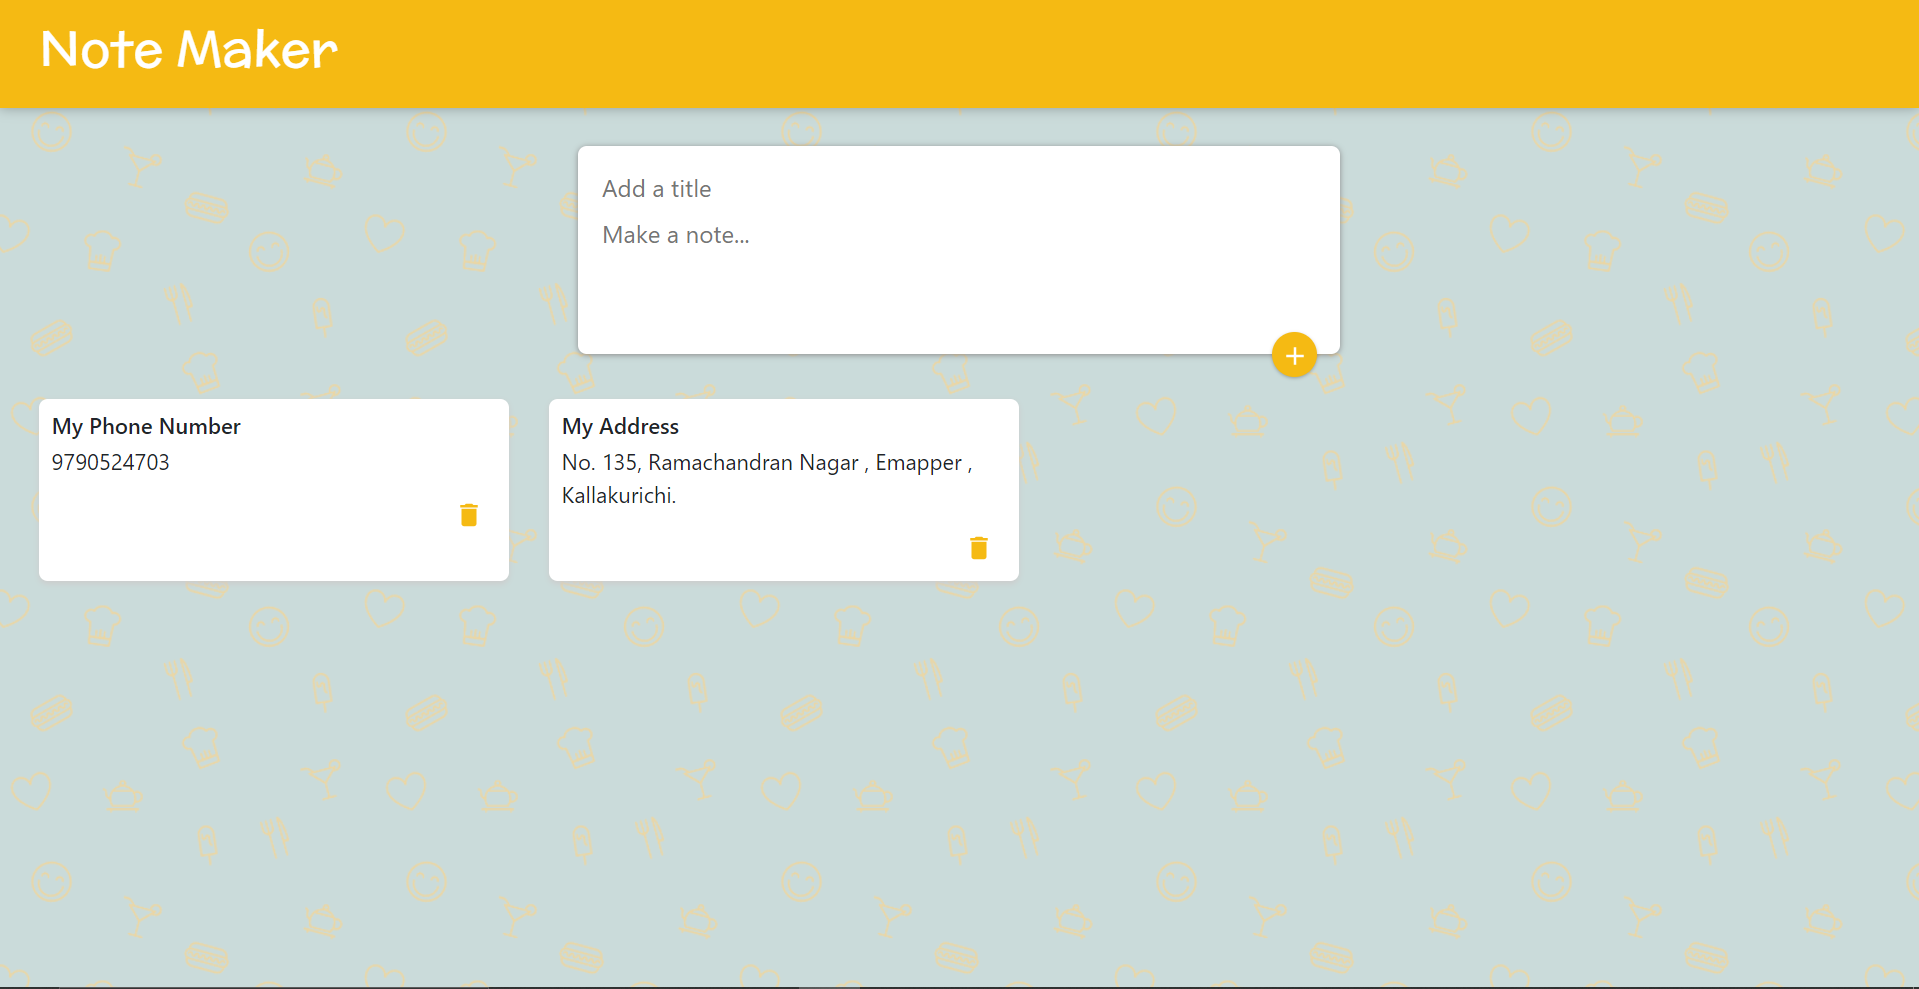 Note Maker
Add a title
Make a note...
My Phone Number
9790524703
My Address
No. 135, Ramachandran Nagar , Emapper ,
Kallakurichi.